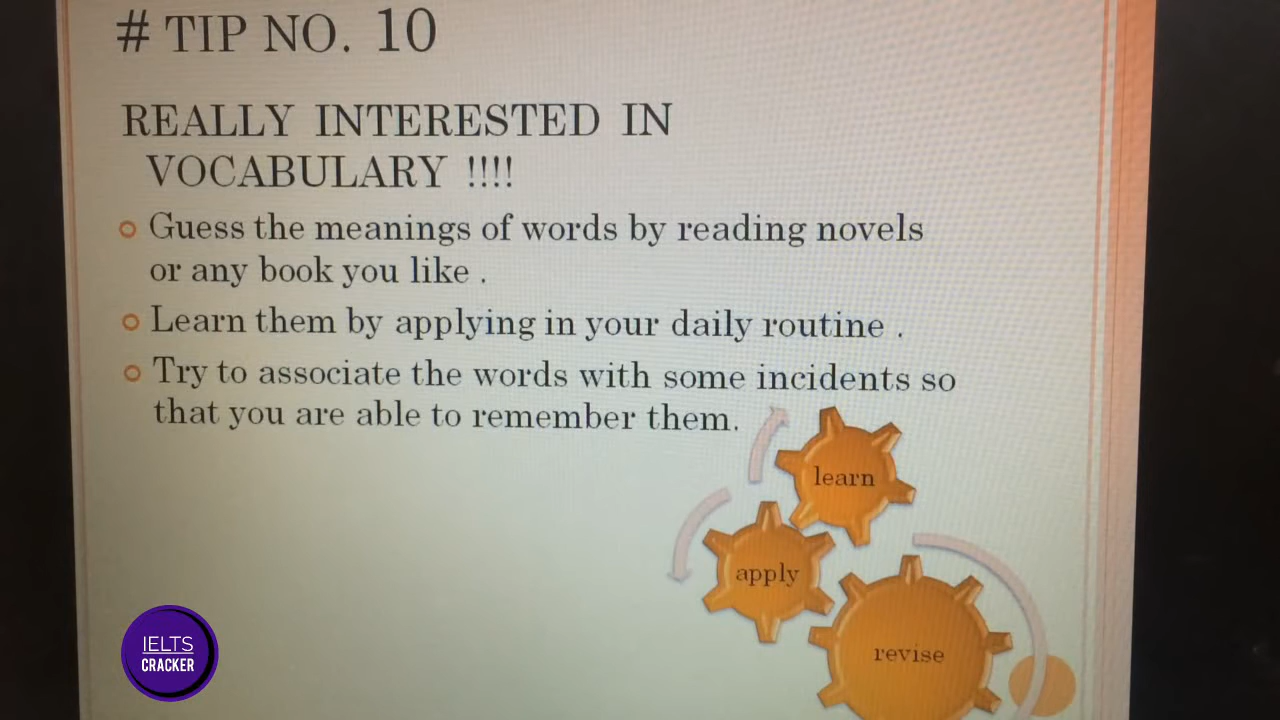 # TIP NO. 10
REALLY INTERESTED IN
VOCABULARY !!!!
Guess the meanings of words by reading novels
or any book you like .
Learn them by applying in your daily routine .
Try to associate the words with some incidents so
that you are able to remember them.
learn
apply
revise
IELTS
CRACKER